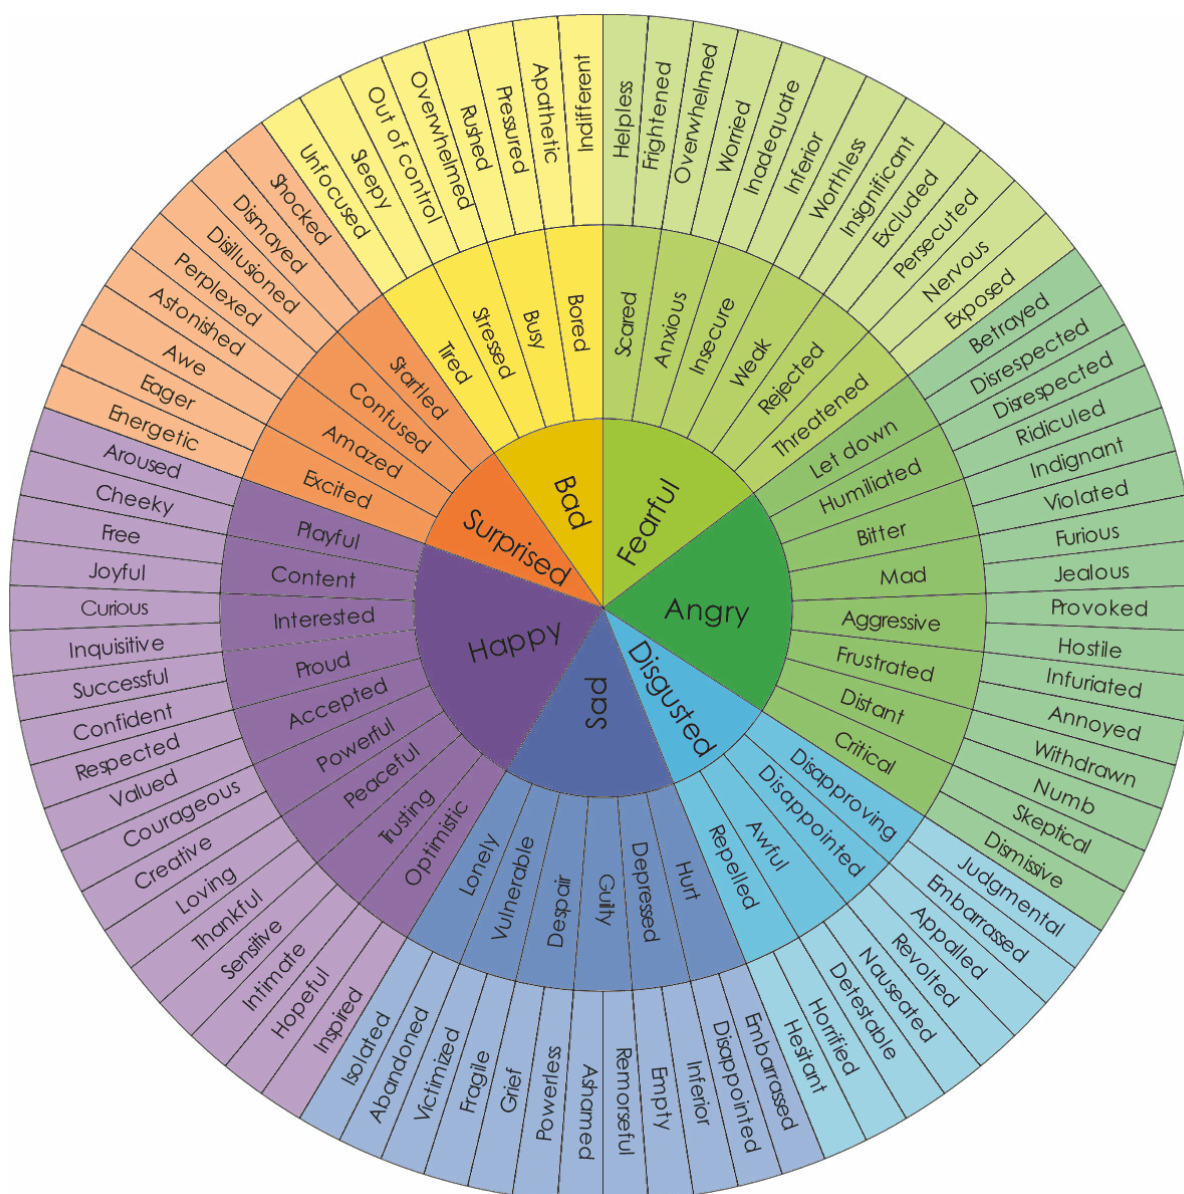 Bad
Fearful
Angry
Disgusted
Sad
Happy
Surprised
Tired
Stressed
Busy
Bored
Scared
Anxious
Insecure
Weak
Rejected
Threatened
Let down
Humiliated
Bitter
Mad
Aggressive
Frustrated
Distant
Critical
Disapproving
Disappointed
Awful
Repelled
Hurt
Depressed
Guilty
Despair
Vulnerable
Lonely
Optimistic
Trusting
Peaceful
Powerful
Accepted
Proud
Interested
Content
Playful
Excited
Amazed
Confused
Startled
Unfocused
Sleepy
Out of control
Overwhelmed
Rushed
Pressured
Apathetic
Indifferent
Helpless
Frightened
Overwhelmed
Worried
Inadequate
Inferior
Worthless
Insignificant
Excluded
Persecuted
Nervous
Exposed
Betrayed
Disrespected
Disrespected
Ridiculed
Indignant
Violated
Furious
Jealous
Provoked
Hostile
Infuriated
Annoyed
Withdrawn
Numb
Skeptical
Dismissive
Judgmental
Embarrassed
Appalled
Revolted
Nauseated
Detestable
Horrified
Hesitant
Embarrassed
Disappointed
Inferior
Empty
Remorseful
Ashamed
Powerless
Grief
Fragile
Victimized
Abandoned
Isolated
Inspired
Hopeful
Intimate
Sensitive
Thankful
Loving
Creative
Courageous
Valued
Respected
Confident
Successful
Inquisitive
Curious
Joyful
Free
Cheeky
Aroused
Energetic
Eager
Awe
Astonished
Perplexed
Disillusioned
Dismayed
Shocked